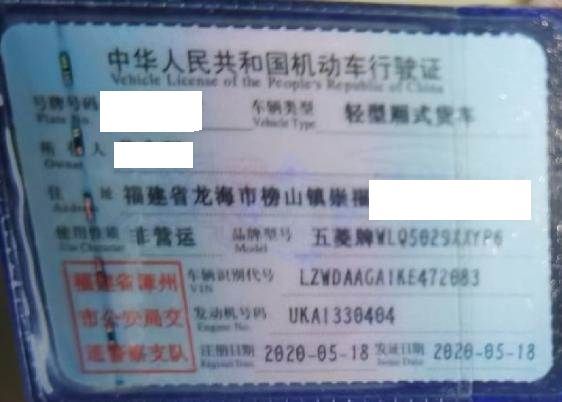 中华人民共和国机动车行驶证
Vehicle License of the People's Republic of China
号牌号码 车辆类型 轻型厢式货车
Plate No. Vehicle Type
所 人
Owner
住 址 福建省龙海市榜山镇崇福
Address
使用性质 非营运 品牌型号 五菱牌WLQ5029XXYP6
Use Character Model
福建省漳州 车辆识别代号 LZWDAAGA1KE472083
VIN
市公安局交 发动机号码 UKA1330404
Engine No.
通警察支队 注册日期 2020-05-18 发证日期 2020-05-18
Register Date Issue Date